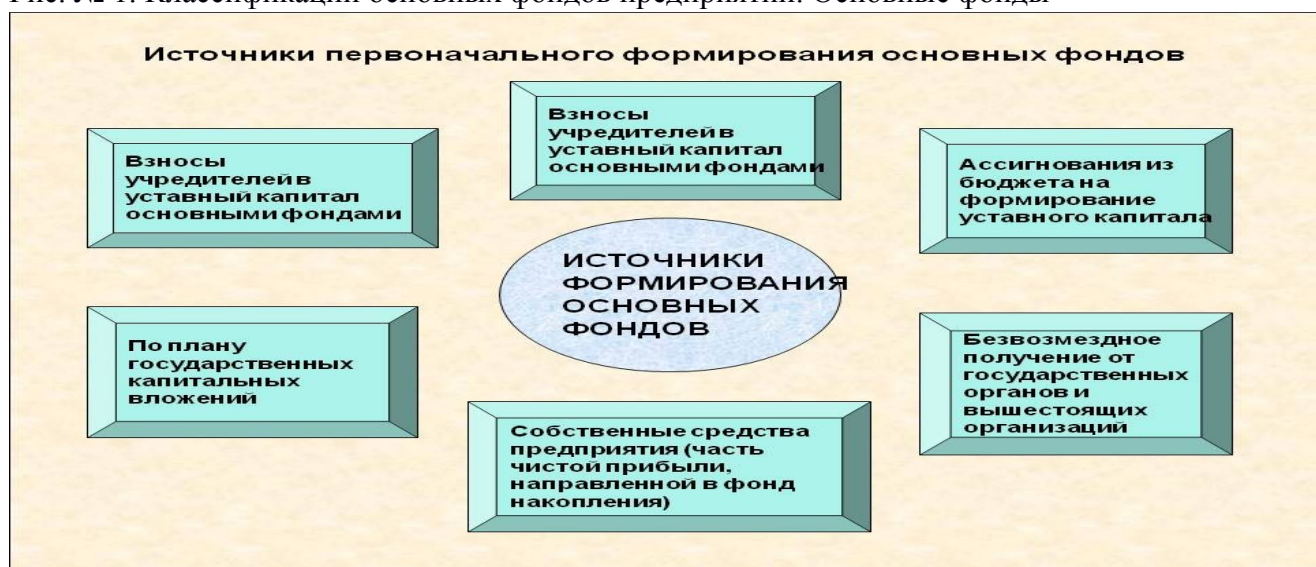 Рис. № 1. Классификация основных фондов предприятий. Основные фонды
Источники первоначального формирования основных фондов
Взносы
учредителей в
уставный капитал
основными фондами
Взносы
учредителей в
уставный капитал
основными фондами
Ассигнования из
бюджета на
формирование
уставного капитала
ИСТОЧНИКИ
ФОРМИРОВАНИЯ
ОСНОВНЫХ
ФОНДОВ
По плану
государственных
капитальных
вложений
Безвозмездное
получение от
государственных
органов и
вышестоящих
организаций
Собственные средства
предприятия (часть
чистой прибыли,
направленной в фонд
накопления)